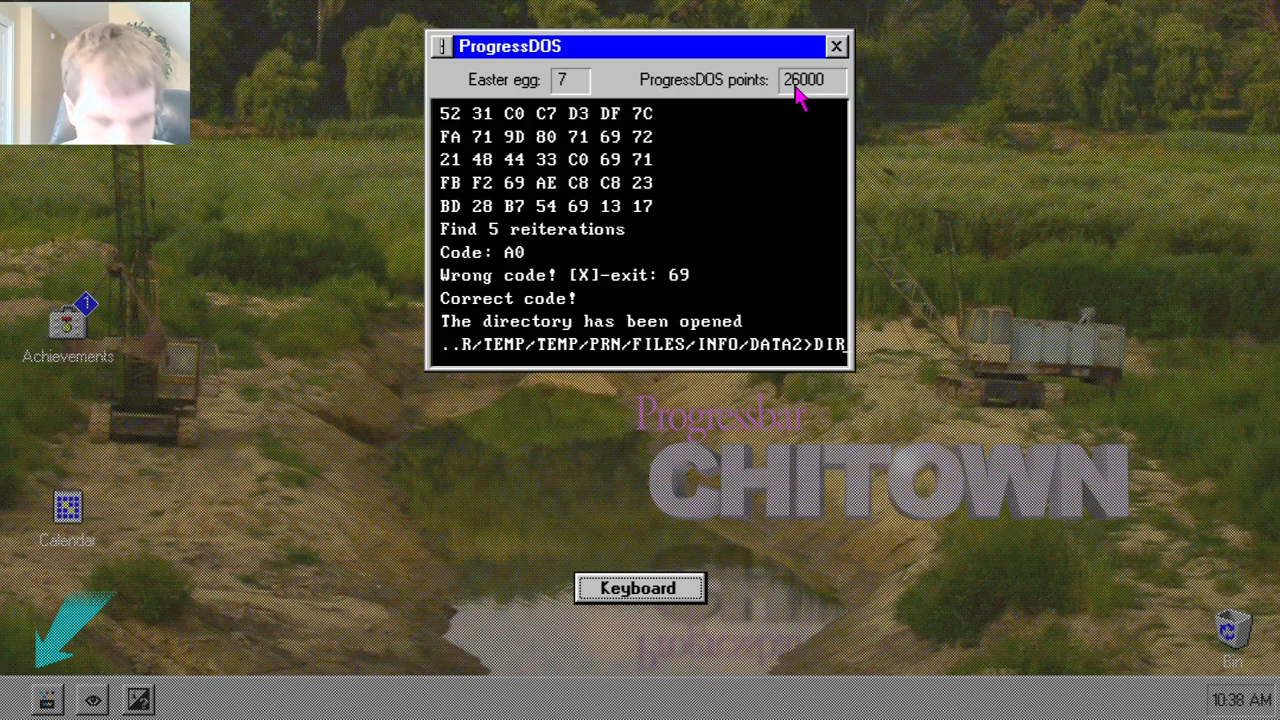 ProgressDOS
Easter egg: 7 ProgressDOS points: 26000
52 31 C0 C7 D3 DF 7C
FA 71 9D 80 71 69 72
21 48 44 33 C0 69 71
FB F2 69 AE C8 C8 23
BD 28 B7 54 69 13 17
Find 5 reiterations
Code: A0
Wrong code! [X]-exit: 69
Correct code!
The directory has been opened
..R/TEMP/TEMP/PRN/FILES/INFO/DATA2>DIR_
1
Achievements
Progressbar
CHITOWN
Calendar
Keyboard
Bin
10:38 AM